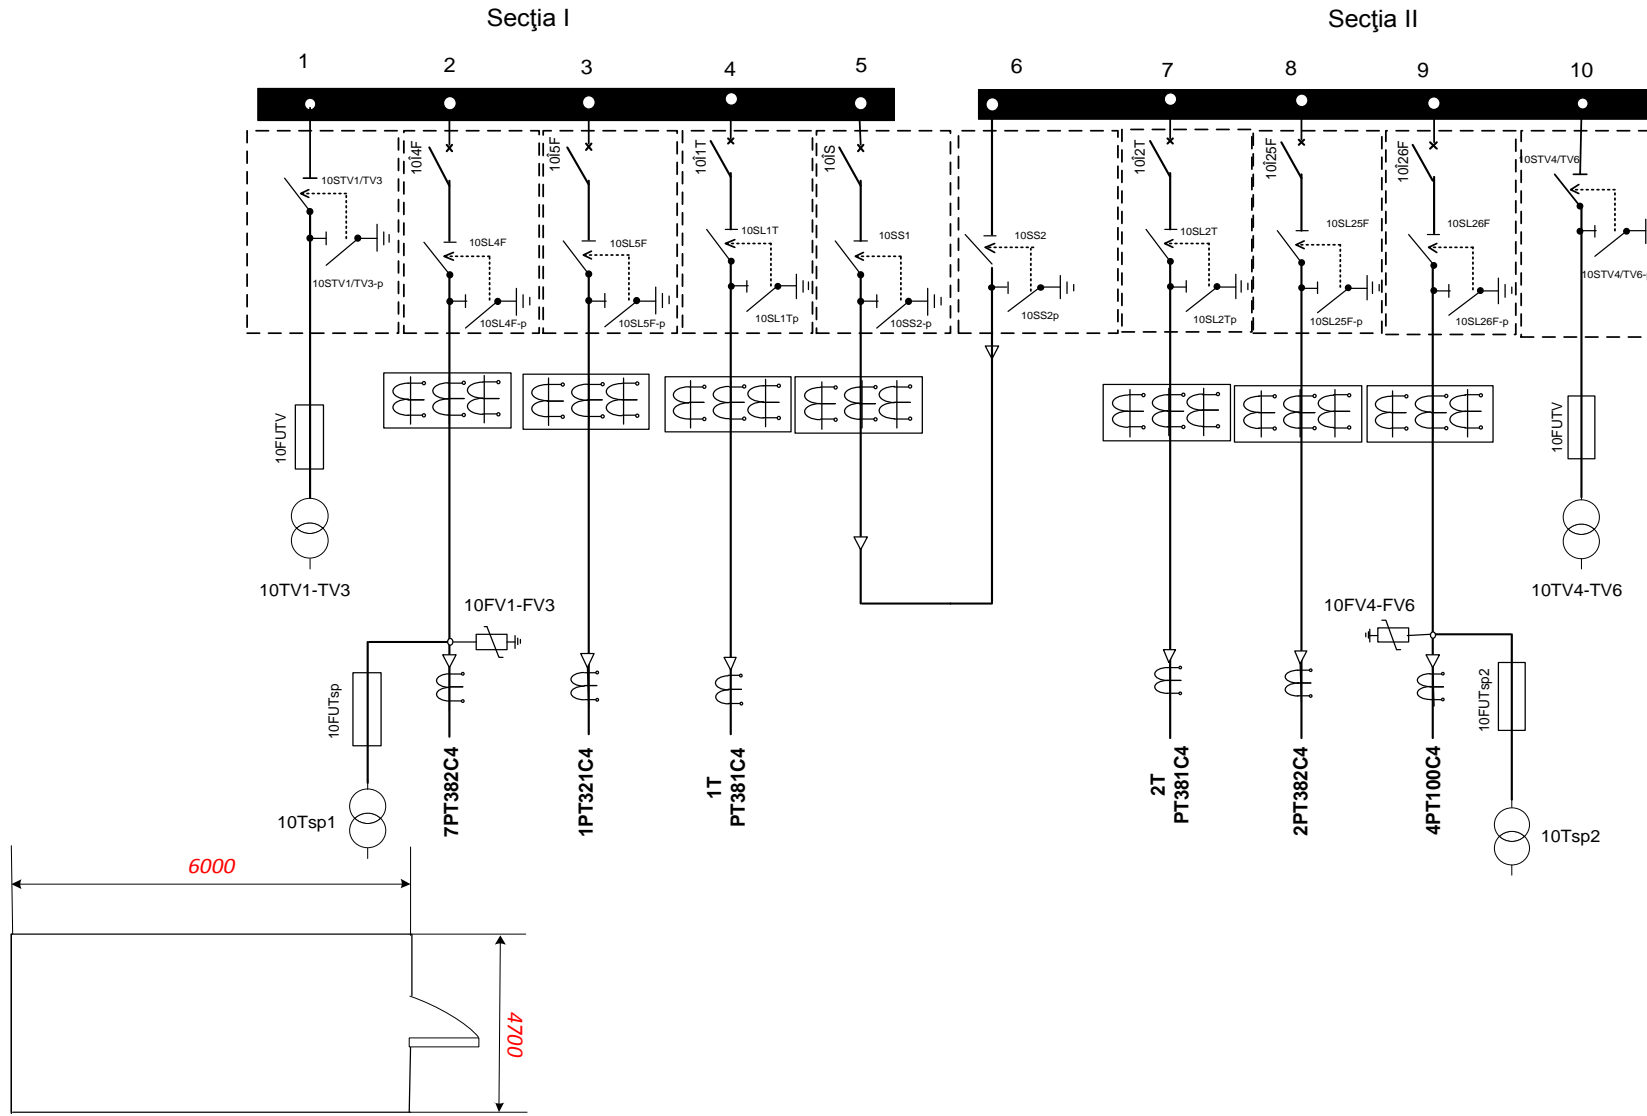 Secţia I
Secţia II
1
2
3
4
5
6
7
8
9
10
10STV1/TV3
10STV1/TV3-p
10Î4F
10SL4F
10SL4F-p
10Î5F
10SL5F
10SL5F-p
10Î1T
10SL1T
10SL1Tp
10ÎS
10SS1
10SS2-p
10SS2
10SS2p
10Î2T
10SL2T
10SL2Tp
10Î25F
10SL25F
10SL25F-p
10Î26F
10SL26F
10SL26F-p
10STV4/TV6
10STV4/TV6-p
10FUTV
10FUTV
10TV1-TV3
10TV4-TV6
10FV1-FV3
10FV4-FV6
10FUTsp
10FUTsp2
10Tsp1
10Tsp2
7PT382C4
1PT321C4
1T
PT381C4
2T
PT381C4
2PT382C4
4PT100C4
6000
4700